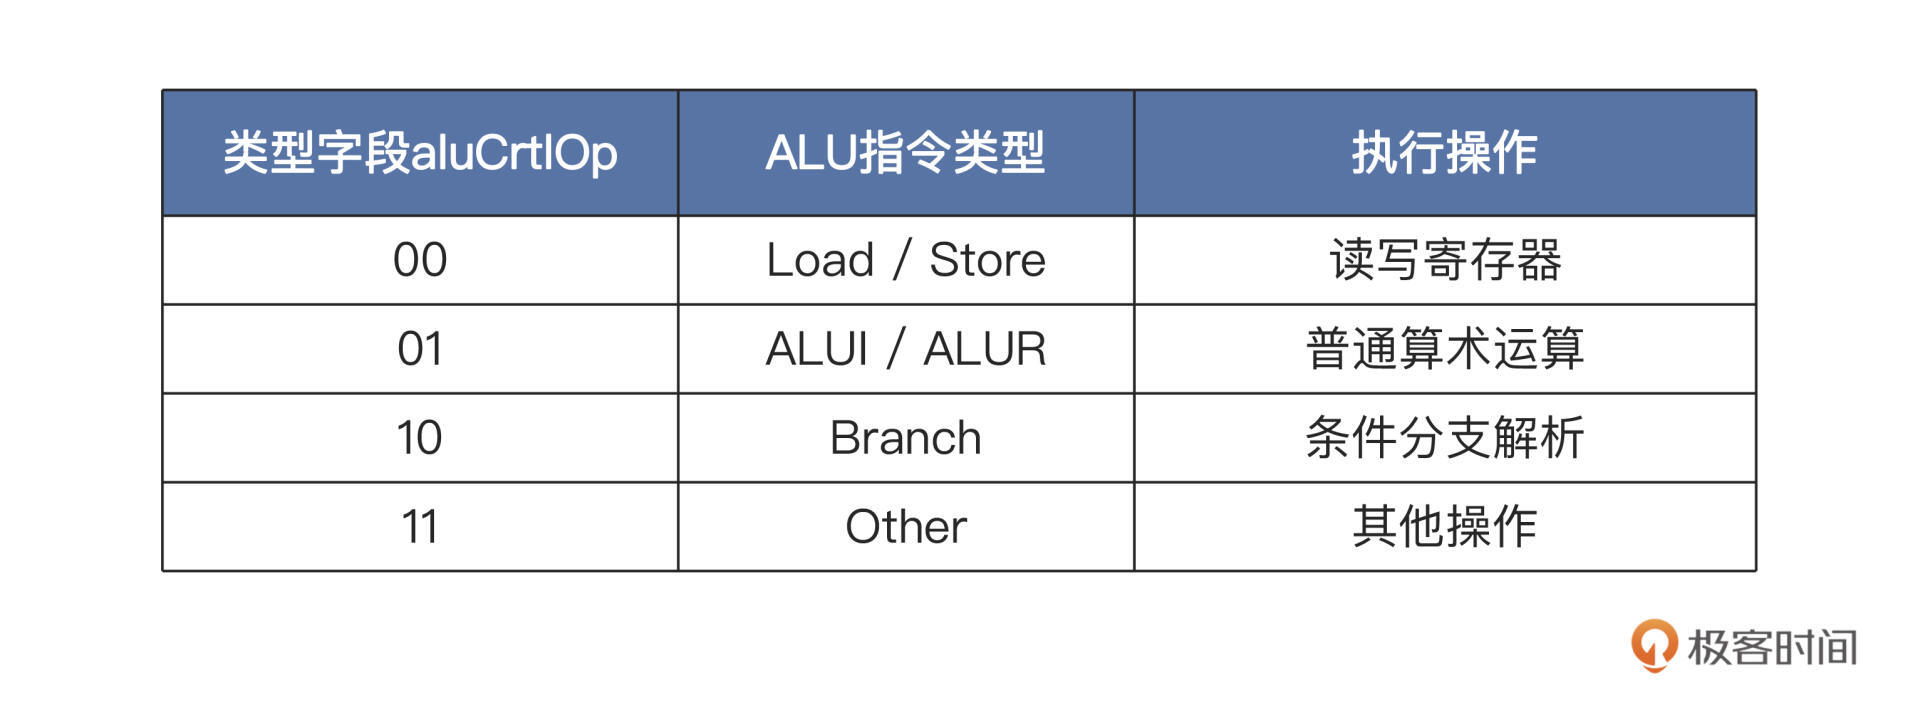 类型字段aluCrtlOp ALU指令类型 执行操作
00 Load / Store 读写寄存器
01 ALUI / ALUR 普通算术运算
10 Branch 条件分支解析
11 Other 其他操作
极客时间